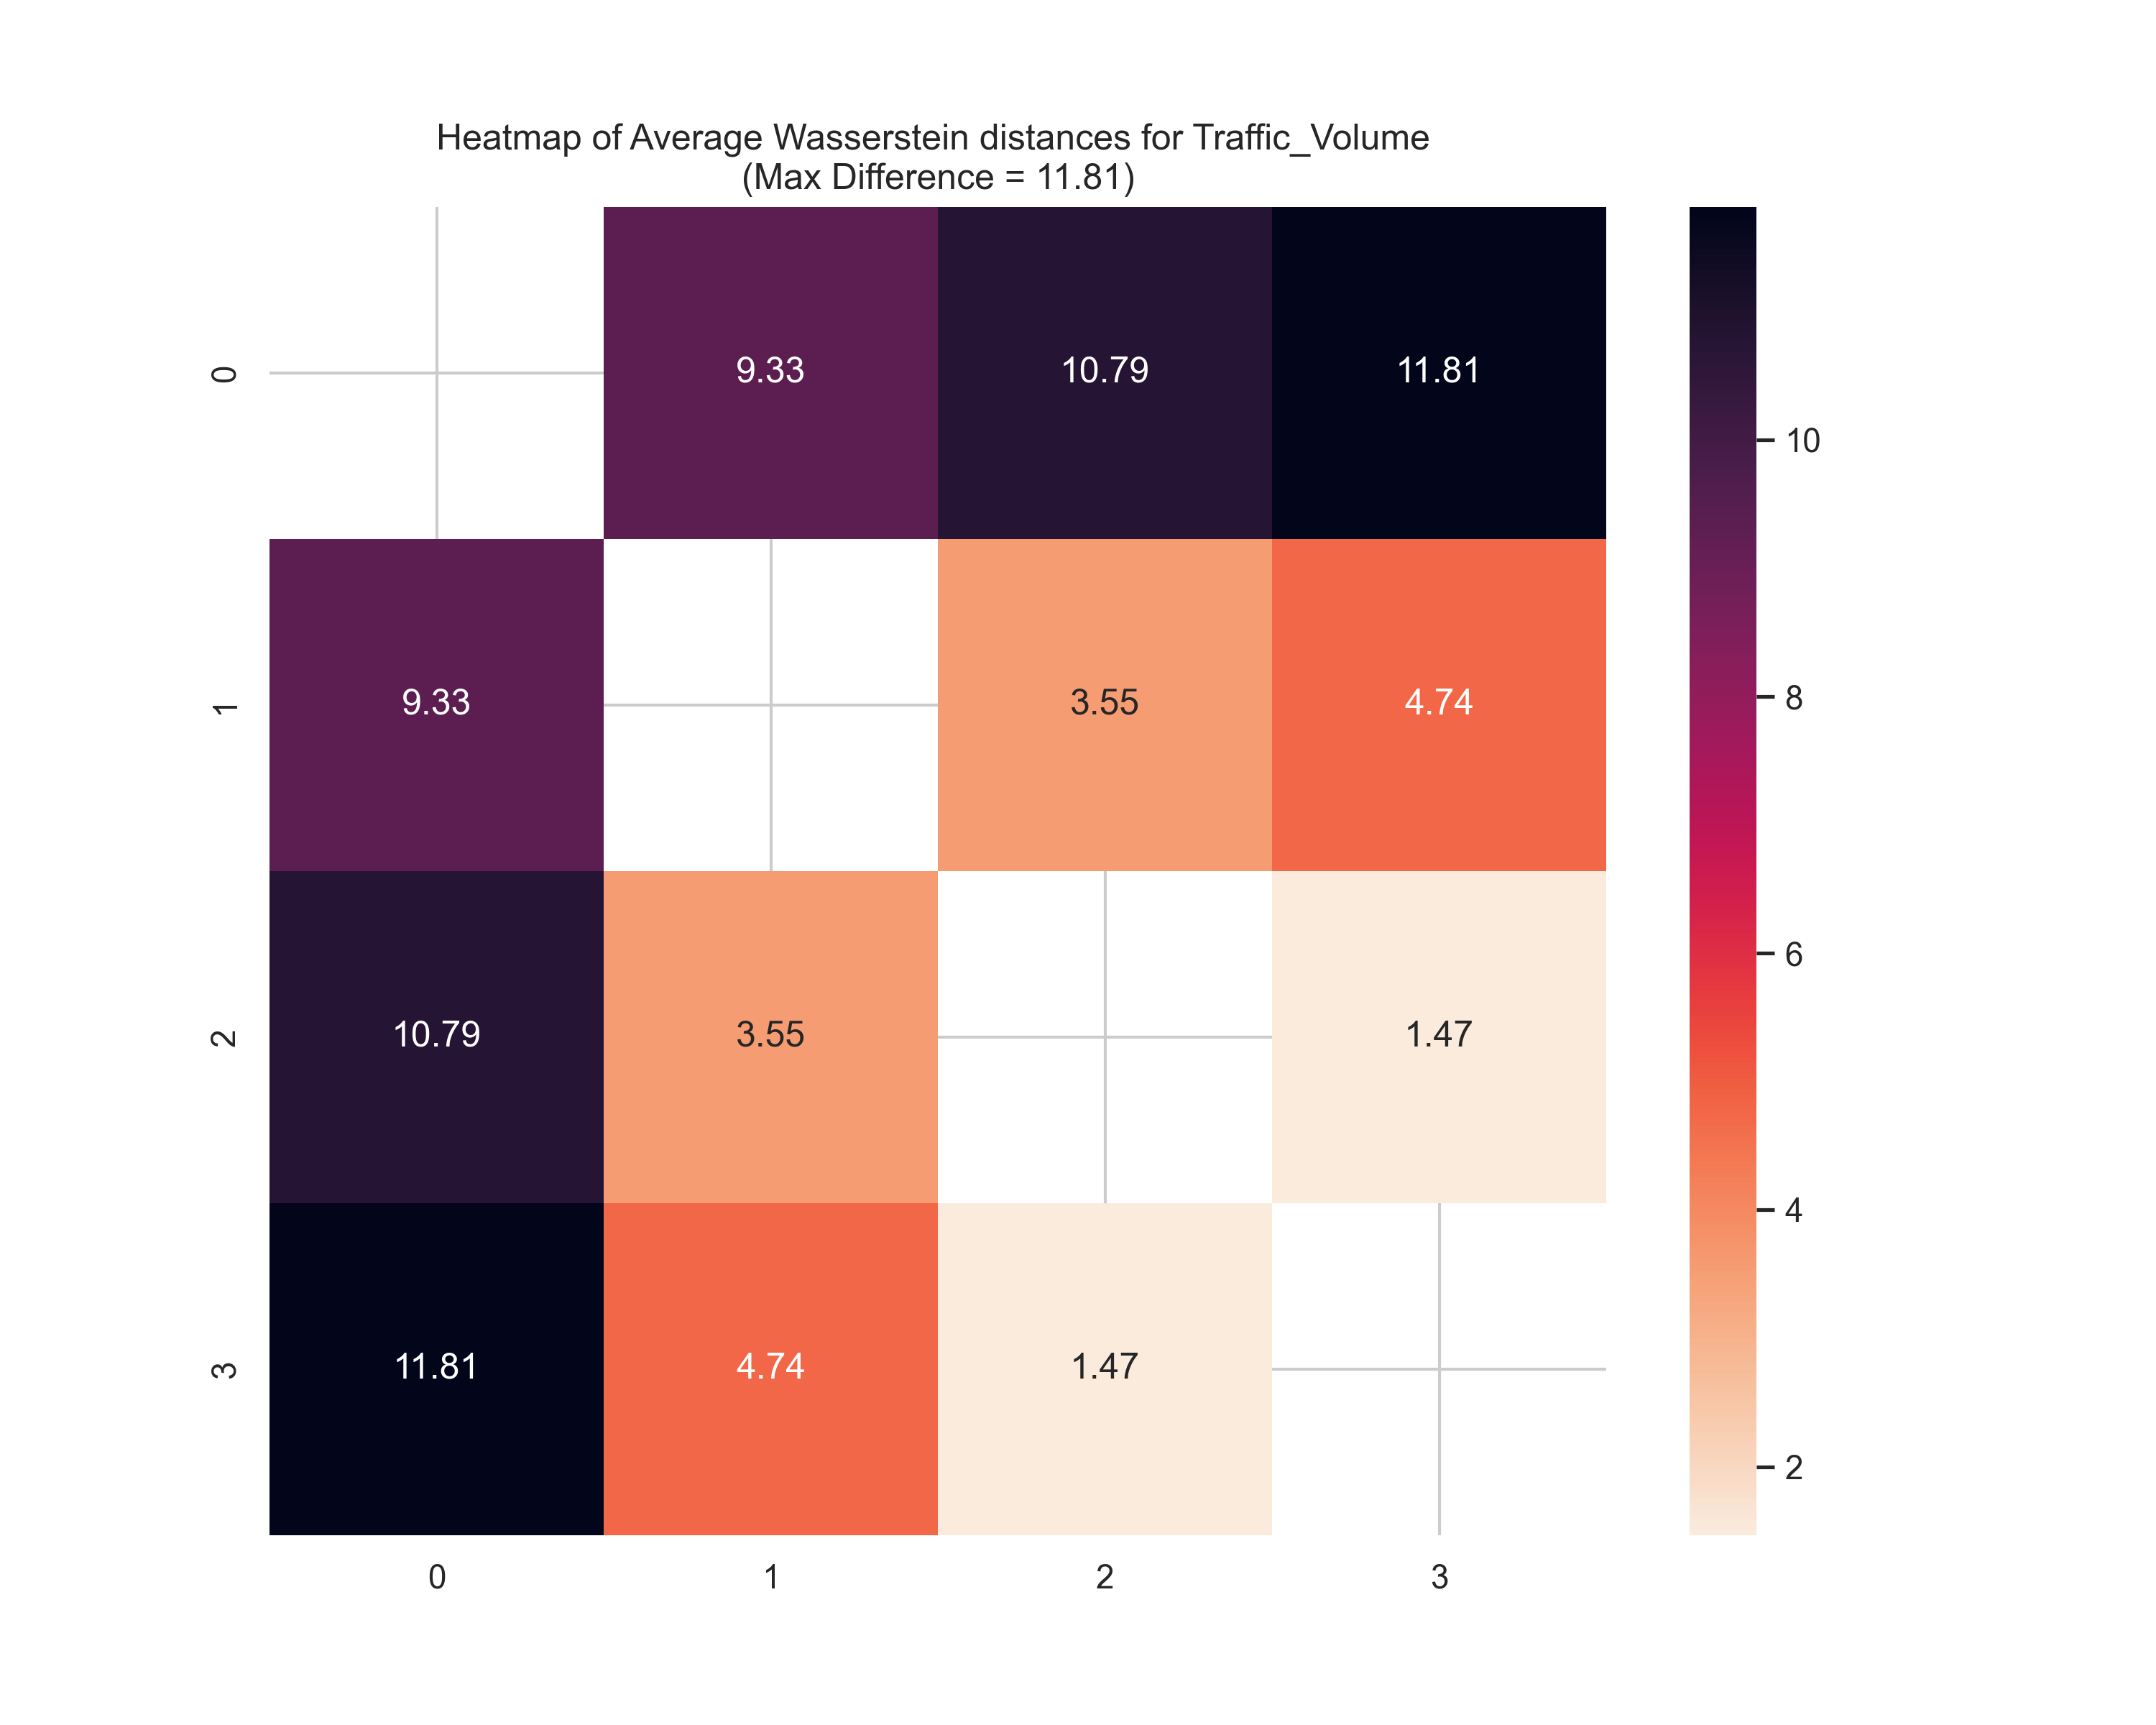 Heatmap of Average Wasserstein distances for Traffic_Volume
(Max Difference = 11.81)
0 9.33 10.79 11.81
1 9.33 3.55 4.74
2 10.79 3.55 1.47
3 11.81 4.74 1.47
0 1 2 3
10
8
6
4
2